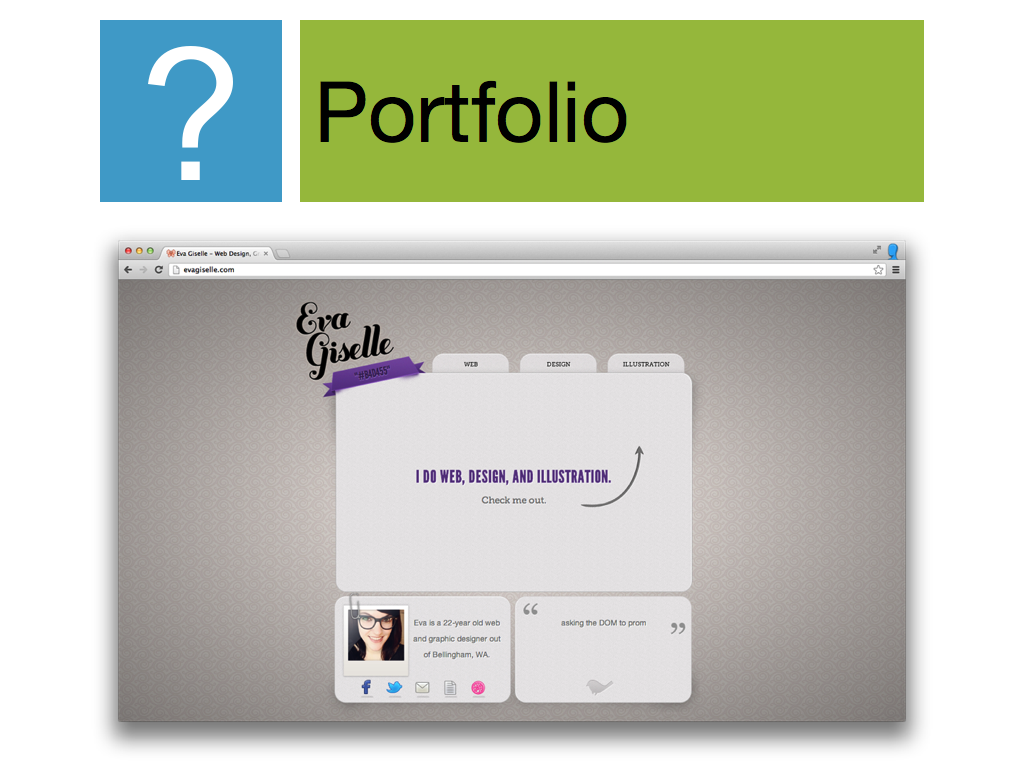 ?
Portfolio
Eva Giselle – Web Design, G
evagiselle.com
Eva
Giselle
"#B4D455"
WEB
DESIGN
ILLUSTRATION
I DO WEB, DESIGN, AND ILLUSTRATION.
Check me out.
Eva is a 22-year old web
and graphic designer out
of Bellingham, WA.
“
asking the DOM to prom
”